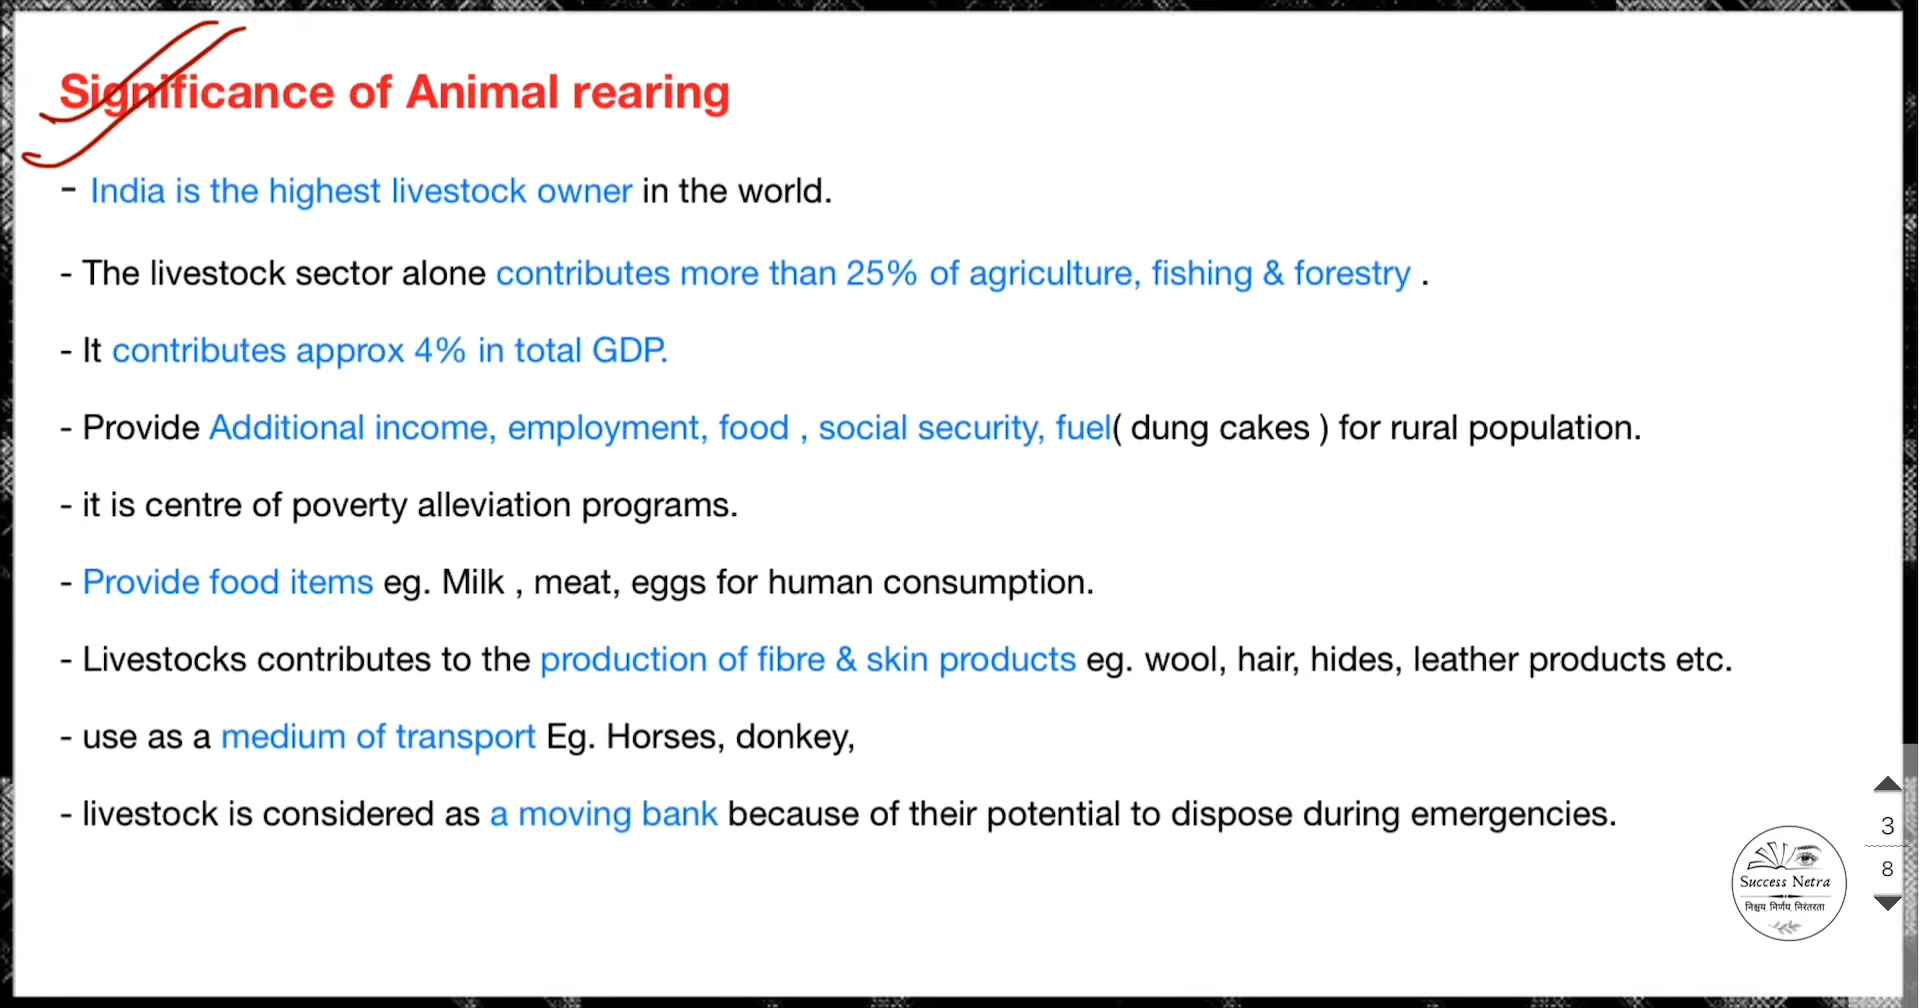 Significance of Animal rearing
- India is the highest livestock owner in the world.
- The livestock sector alone contributes more than 25% of agriculture, fishing & forestry .
- It contributes approx 4% in total GDP.
- Provide Additional income, employment, food , social security, fuel( dung cakes ) for rural population.
- it is centre of poverty alleviation programs.
- Provide food items eg. Milk , meat, eggs for human consumption.
- Livestocks contributes to the production of fibre & skin products eg. wool, hair, hides, leather products etc.
- use as a medium of transport Eg. Horses, donkey,
- livestock is considered as a moving bank because of their potential to dispose during emergencies.
3
8
Success Netra
निश्चय, निर्णय, निरंतरता